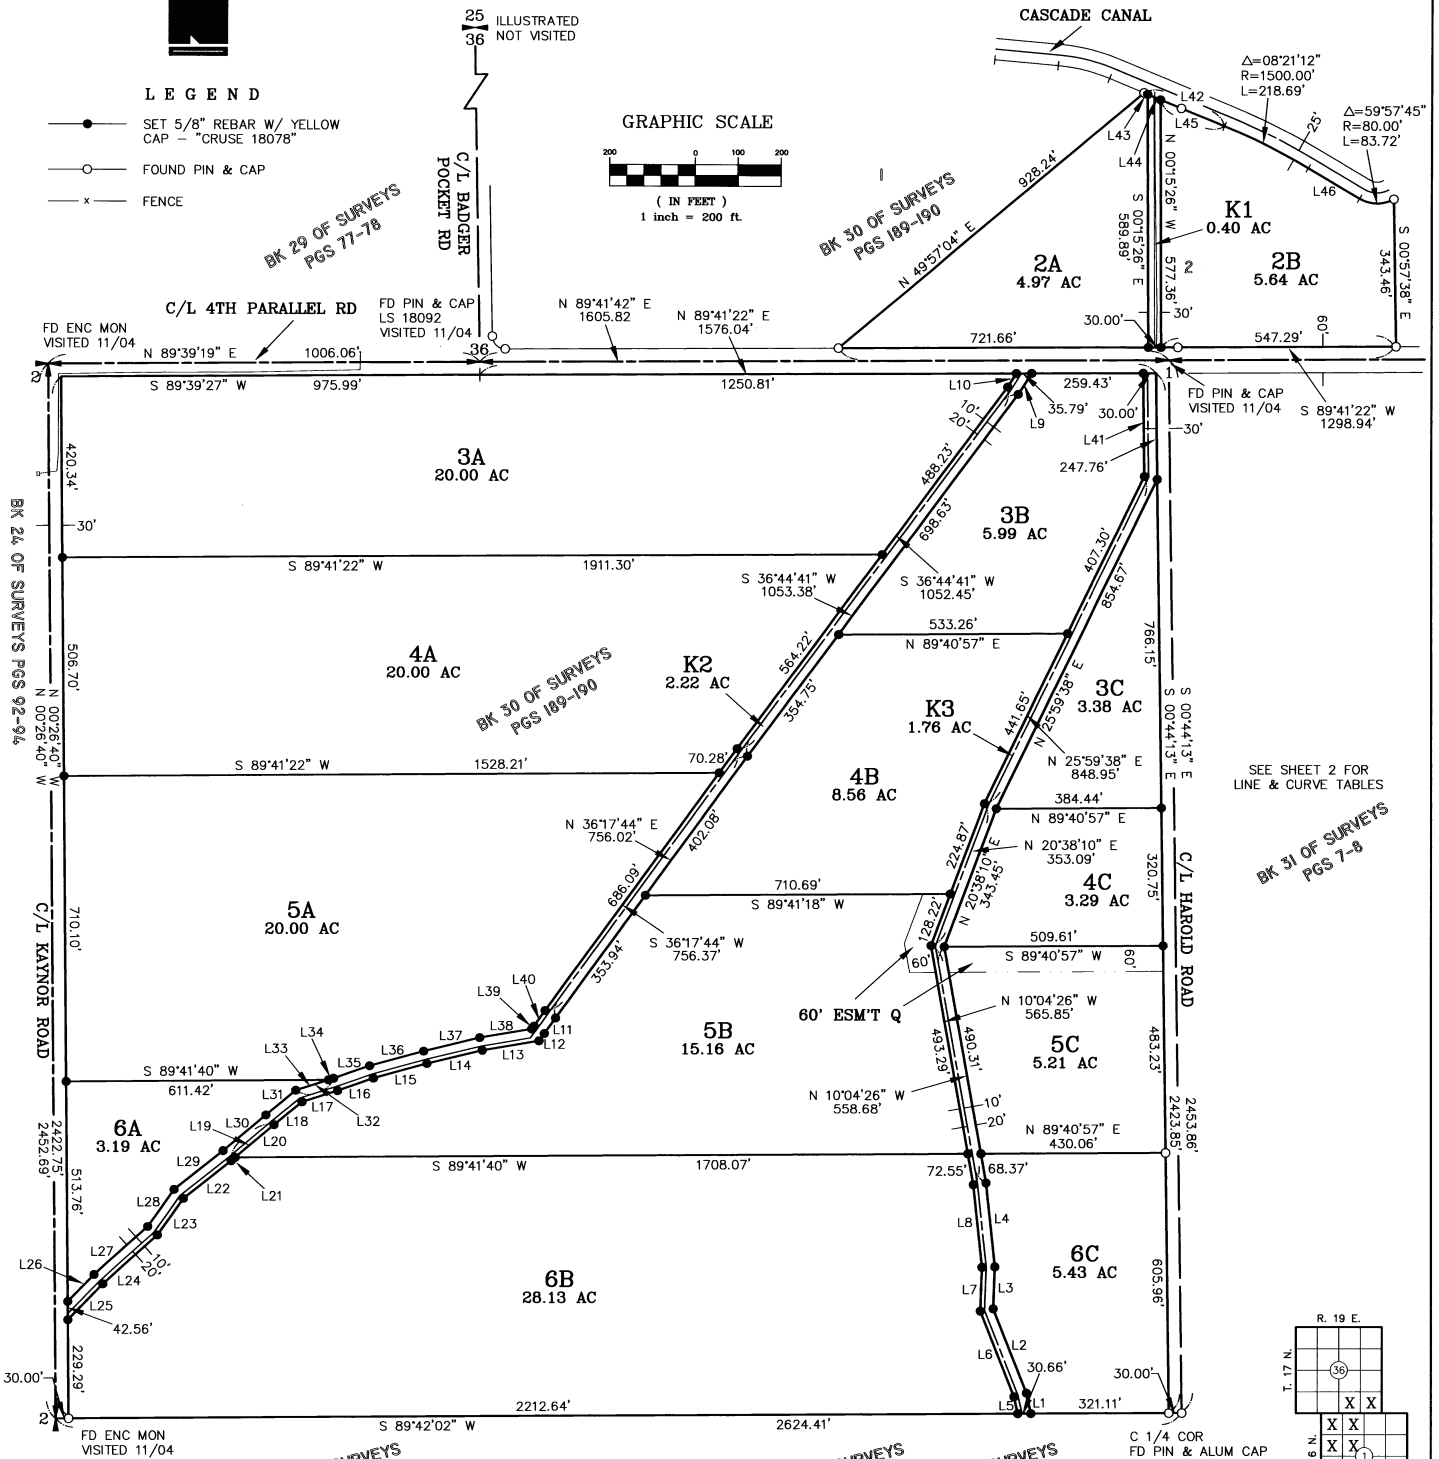 25
36
ILLUSTRATED
NOT VISITED
CASCADE CANAL
LEGEND
SET 5/8" REBAR W/ YELLOW
CAP - "CRUSE 18078"
FOUND PIN & CAP
x
FENCE
C/L BADGER
POCKET RD
GRAPHIC SCALE
200 0 100 200
( IN FEET )
1 inch = 200 ft.
Δ=08°21'12"
R=1500.00'
L=218.69'
Δ=59°57'45"
R=80.00'
L=83.72'
25'
L42
L45
L43
L44
L46
928.24'
N 49°57'04" E
N 00°15'26" W
577.36'
S 00°15'26" E
589.89'
K1
0.40 AC
2
2A
4.97 AC
2B
5.64 AC
S 00°57'38" E
343.46'
30'
30.00'
60'
721.66'
547.29'
BK 29 OF SURVEYS
PGS 77-78
BK 30 OF SURVEYS
PGS 189-190
C/L 4TH PARALLEL RD
FD PIN & CAP
LS 18092
VISITED 11/04
FD ENC MON
VISITED 11/04
N 89°41'42" E
1605.82
N 89°41'22" E
1576.04'
N 89°39'19" E 1006.06'
36
2
S 89°39'27" W 975.99'
1250.81'
L10
259.43'
1
L9
35.79'
30.00'
FD PIN & CAP
VISITED 11/04
S 89°41'22" W
1298.94'
L41
30'
247.76'
10'
20'
420.34'
30'
3A
20.00 AC
488.23'
698.63'
3B
5.99 AC
407.30'
854.67'
S 89°41'22" W 1911.30'
S 36°44'41" W
1053.38'
S 36°44'41" W
1052.45'
533.26'
N 89°40'57" E
BK 24 OF SURVEYS PGS 92-94
506.70'
N 00°26'40" W
N 00°26'40" W
4A
20.00 AC
564.22'
K2
2.22 AC
354.75'
BK 30 OF SURVEYS
PGS 189-190
K3
1.76 AC
441.65'
N 25°59'38" E
766.15'
3C
3.38 AC
S 00°44'13" E
S 00°44'13" E
N 25°59'38" E
848.95'
S 89°41'22" W 1528.21'
70.28'
4B
8.56 AC
384.44'
N 89°40'57" E
SEE SHEET 2 FOR
LINE & CURVE TABLES
BK 31 OF SURVEYS
PGS 7-8
N 36°17'44" E
756.02'
402.08'
224.87'
N 20°38'10" E
353.09'
N 20°38'10" E
343.45'
4C
3.29 AC
320.75'
C/L HAROLD ROAD
C/L KAYNOR ROAD
710.10'
5A
20.00 AC
686.09'
710.69'
S 89°41'18" W
S 36°17'44" W
756.37'
353.94'
128.22'
509.61'
S 89°40'57" W
60'
60'
60' ESM'T Q
N 10°04'26" W
565.85'
493.29'
490.31'
L40
L39
L38
L37
L36
L35
L34
L33
L32
L31
L30
L11
L12
L13
L14
L15
L16
L17
L18
L19
L20
L21
L22
L23
L24
L25
L26
L27
L28
L29
5B
15.16 AC
5C
5.21 AC
483.23'
S 89°41'40" W
611.42'
N 10°04'26" W
558.68'
10'
20'
N 89°40'57" E
430.06'
2453.86'
2423.85'
6A
3.19 AC
2422.75'
2452.69'
513.76'
S 89°41'40" W 1708.07'
72.55'
68.37'
L8
L4
L7
L3
L6
L2
L5
L1
10'
20'
42.56'
6B
28.13 AC
6C
5.43 AC
605.96'
229.29'
30.00'
2
30.66'
30.00'
2212.64'
321.11'
S 89°42'02" W 2624.41'
FD ENC MON
VISITED 11/04
C 1/4 COR
FD PIN & ALUM CAP
R. 19 E.
T. 17 N.
36
X X
X X
X X
1
6 N.